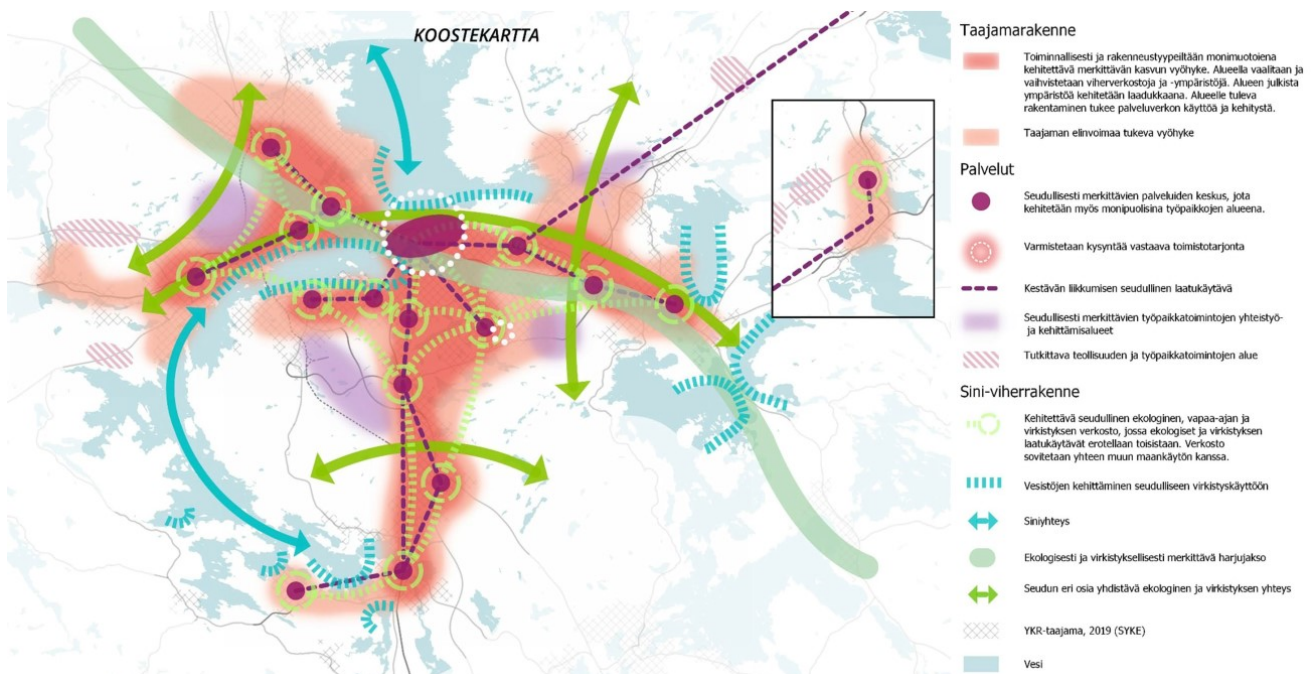 KOOSTEKARTTA
Taajamarakenne
Toiminnallisesti ja rakennustyypeiltään monimuotoiena
kehitettävä merkittävän kasvun vyöhyke. Alueella vaalitaan ja
vaihvistetaan viherverkostoja ja -ympäristöjä. Alueen julkista
ympäristöä kehitetään laadukkaana. Alueelle tuleva
rakentaminen tukee palveluverkon käyttöä ja kehitystä.
Taajaman elinvoimaa tukeva vyöhyke
Palvelut
Seudullisesti merkittävien palveluiden keskus, jota
kehitetään myös monipuolisina työpaikkojen alueena.
Varmistetaan kysyntää vastaava toimistotarjonta
Kestävän liikkumisen seudullinen laatukäytävä
Seudullisesti merkittävien työpaikkatoimintojen yhteistyö-
ja kehittämisalueet
Tutkittava teollisuuden ja työpaikkatoimintojen alue
Sini-viherrakenne
Kehitettävä seudullinen ekologinen, vapaa-ajan ja
virkistyksen verkosto, jossa ekologiset ja virkistyksen
laatukäytävät erotellaan toisistaan. Verkosto
sovitetaan yhteen muun maankäytön kanssa.
Vesistöjen kehittäminen seudulliseen virkistyskäyttöön
Siniyhteys
Ekologisesti ja virkistyksellisesti merkittävä harjujakso
Seudun eri osia yhdistävä ekologinen ja virkistyksen yhteys
YKR-taajama, 2019 (SYKE)
Vesi